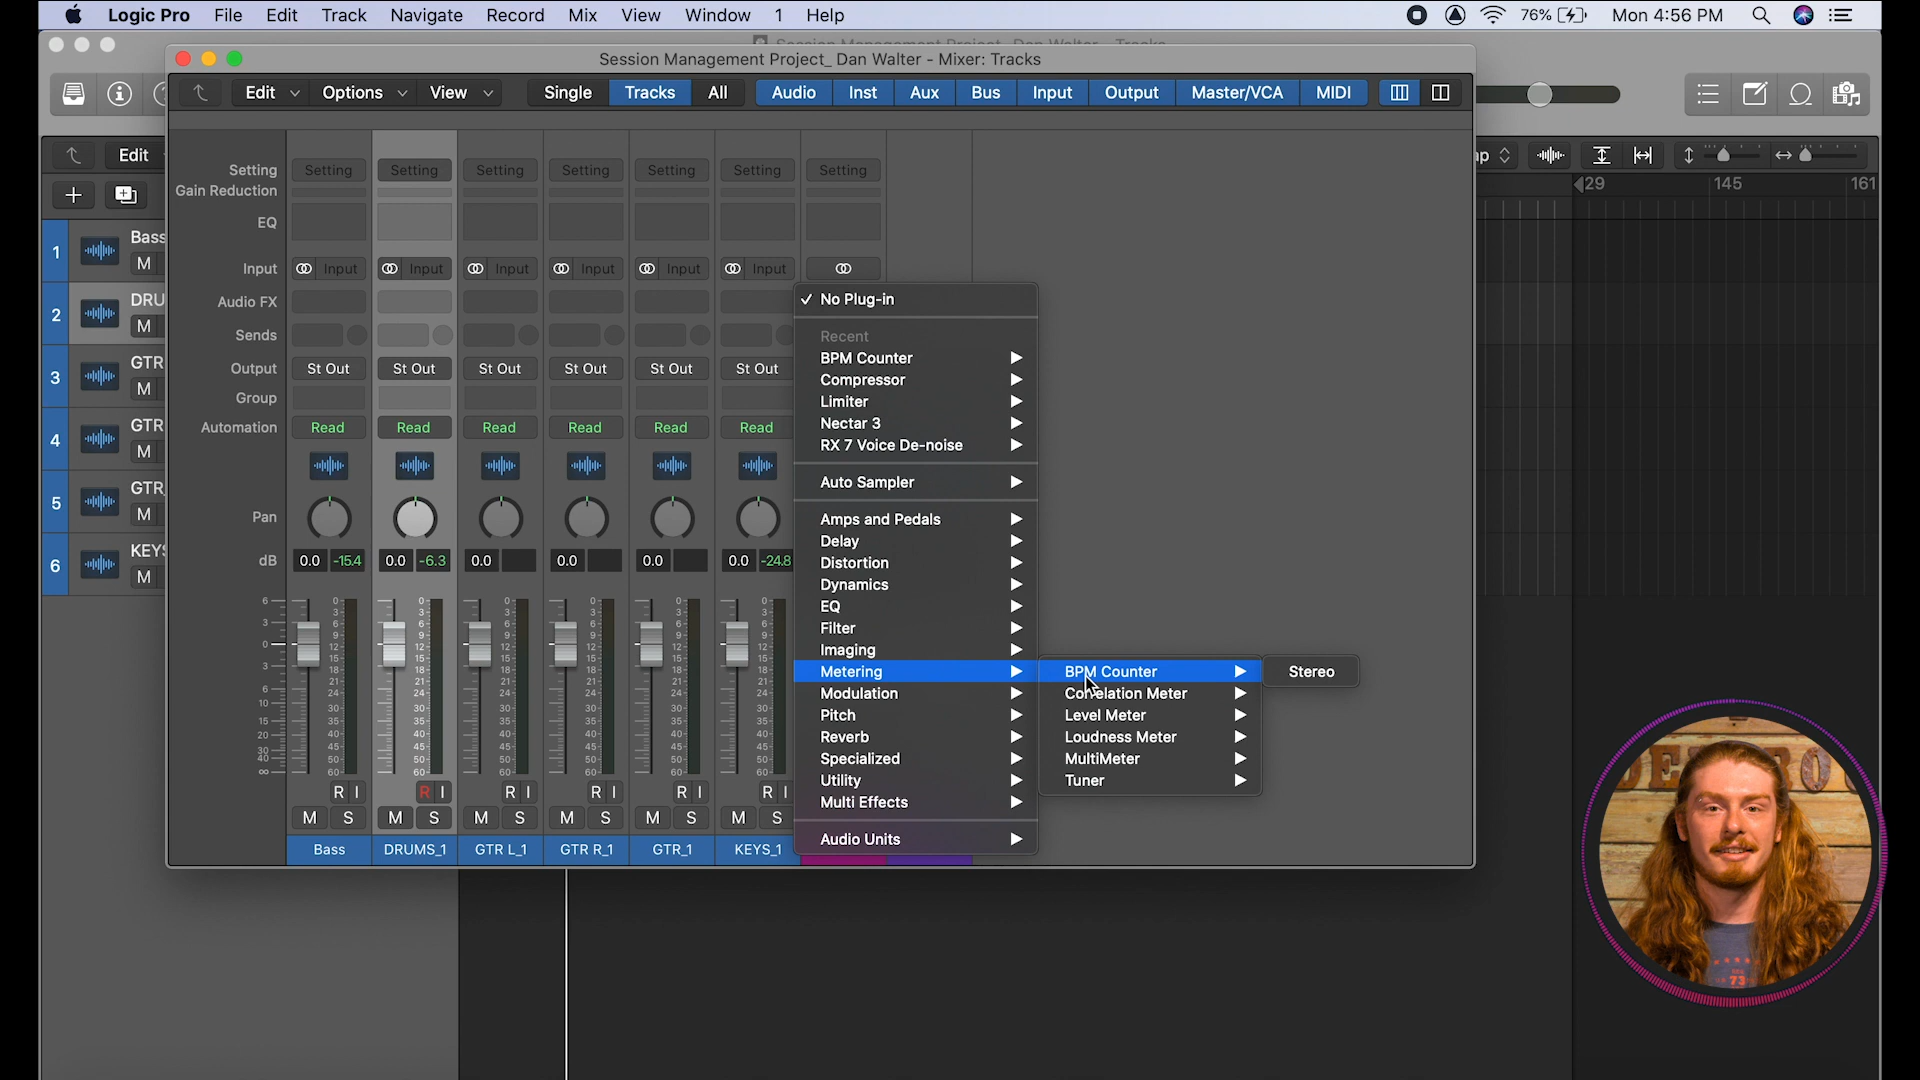 Logic Pro File Edit Track Navigate Record Mix View Window 1 Help 76% Mon 4:56 PM
Session Management Project_ Dan Walter - Mixer: Tracks
Edit Options View Single Tracks All Audio Inst Aux Bus Input Output Master/VCA MIDI
Edit
29 145 161
1 Bass
M
2 DRU
M
3 GTR
M
4 GTR
M
5 GTR
M
6 KEYS
M
Setting Setting Setting Setting Setting Setting Setting Setting
Gain Reduction
EQ
Input Input Input Input Input Input Input
Audio FX
Sends
Output St Out St Out St Out St Out St Out St Out
Group
Automation Read Read Read Read Read Read
Pan
dB 0.0 -15.4 0.0 -6.3 0.0 0.0 0.0 0.0 -24.8
R I R I R I R I R I R I
M S M S M S M S M S M S
Bass DRUMS_1 GTR L_1 GTR R_1 GTR_1 KEYS_1
✓ No Plug-in
Recent
BPM Counter
Compressor
Limiter
Nectar 3
RX 7 Voice De-noise
Auto Sampler
Amps and Pedals
Delay
Distortion
Dynamics
EQ
Filter
Imaging
Metering
Modulation
Pitch
Reverb
Specialized
Utility
Multi Effects
Audio Units
BPM Counter
Correlation Meter
Level Meter
Loudness Meter
MultiMeter
Tuner
Stereo
73